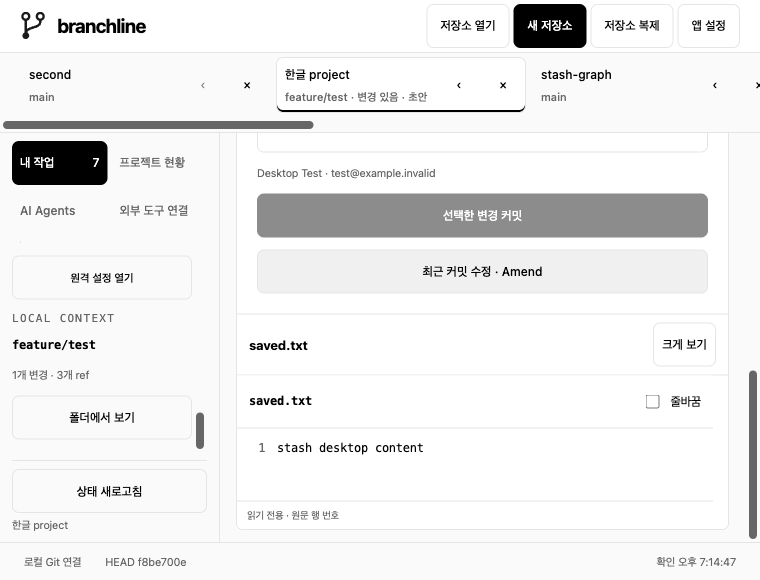 branchline
저장소 열기
새 저장소
저장소 복제
앱 설정
second
main
한글 project
feature/test · 변경 있음 · 초안
stash-graph
main
내 작업 7
프로젝트 현황
AI Agents
외부 도구 연결
원격 설정 열기
LOCAL CONTEXT
feature/test
1개 변경 · 3개 ref
폴더에서 보기
상태 새로고침
한글 project
Desktop Test · test@example.invalid
선택한 변경 커밋
최근 커밋 수정 · Amend
saved.txt
크게 보기
saved.txt
줄바꿈
1 stash desktop content
읽기 전용 · 원문 행 번호
로컬 Git 연결
HEAD f8be700e
확인 오후 7:14:47